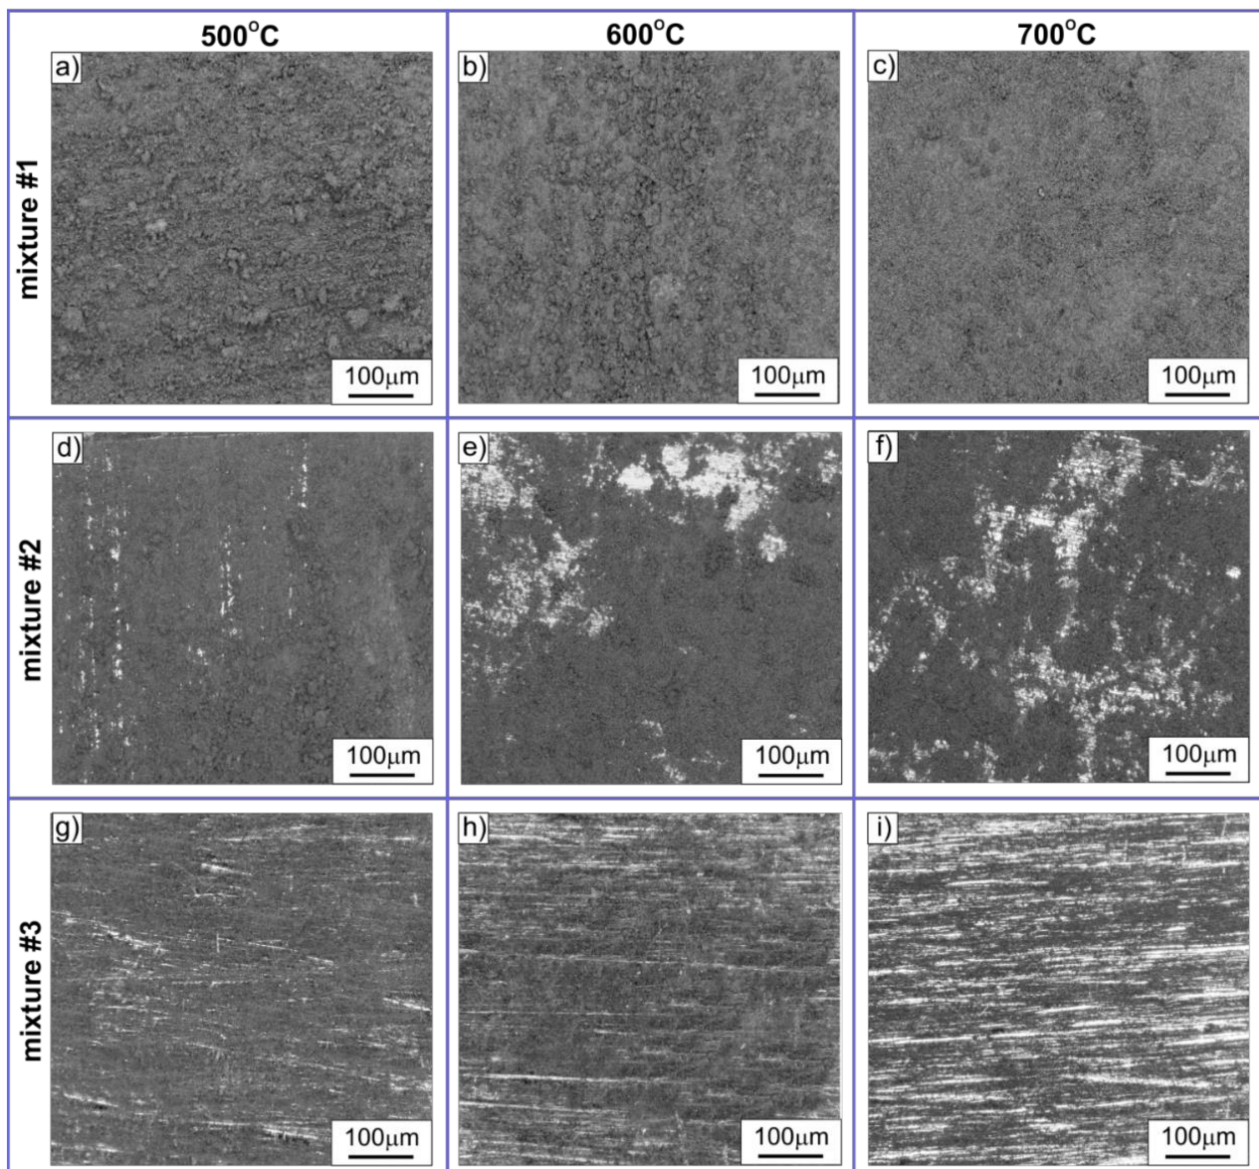 500°C 600°C 700°C
mixture #1
a) b) c)
100μm 100μm 100μm
mixture #2
d) e) f)
100μm 100μm 100μm
mixture #3
g) h) i)
100μm 100μm 100μm